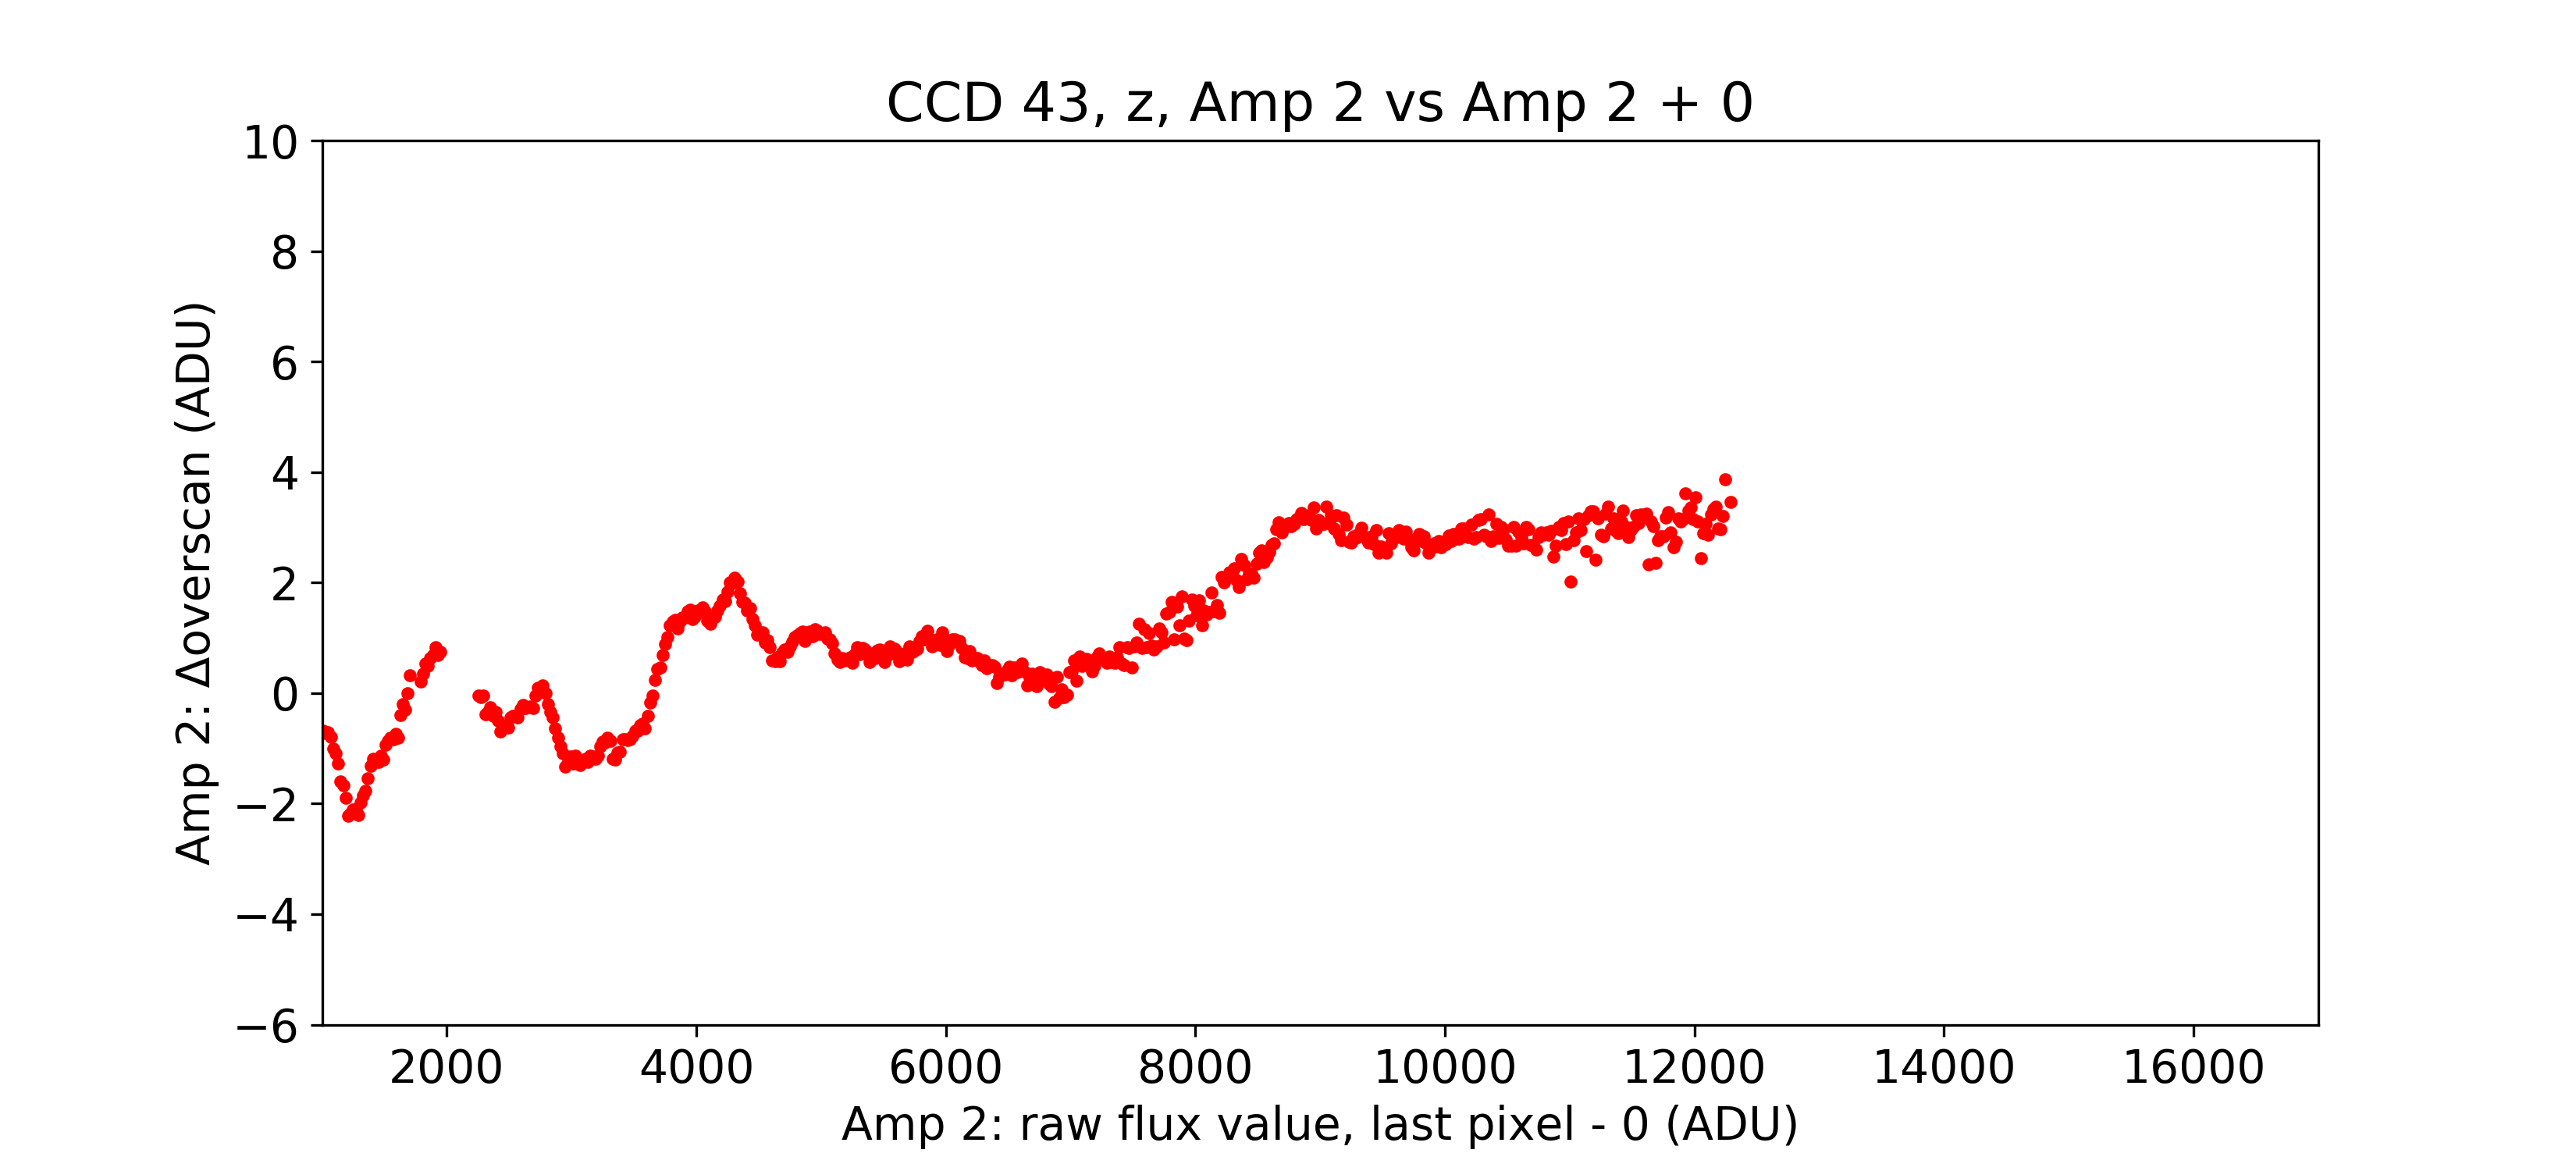 CCD 43, z, Amp 2 vs Amp 2 + 0
Amp 2: Δoverscan (ADU)
10
8
6
4
2
0
−2
−4
−6
2000 4000 6000 8000 10000 12000 14000 16000
Amp 2: raw flux value, last pixel - 0 (ADU)